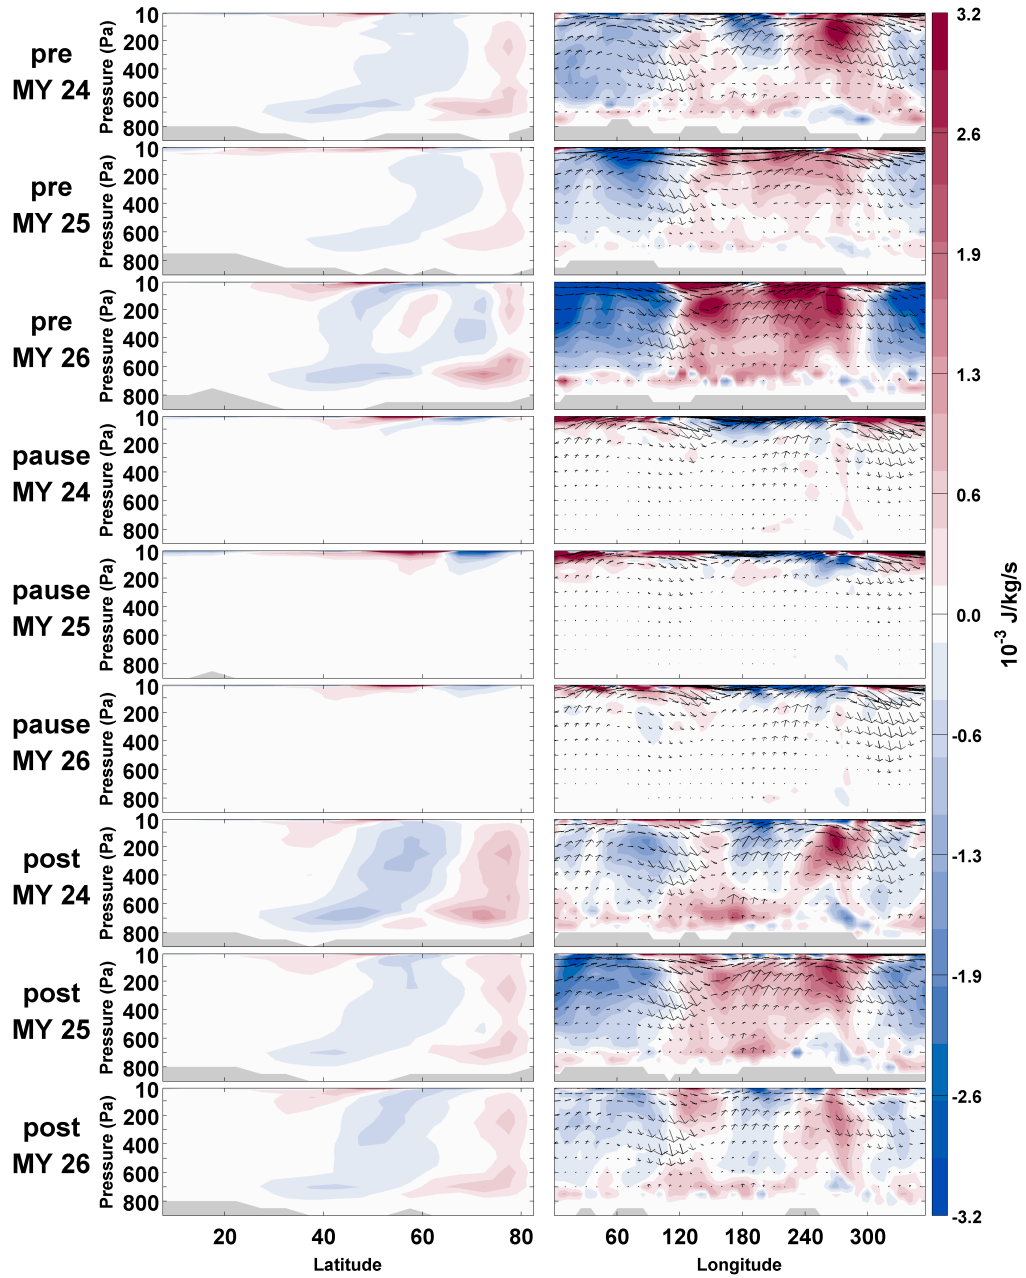 pre
MY 24
Pressure (Pa)
10
200
400
600
800
pre
MY 25
Pressure (Pa)
10
200
400
600
800
pre
MY 26
Pressure (Pa)
10
200
400
600
800
pause
MY 24
Pressure (Pa)
10
200
400
600
800
pause
MY 25
Pressure (Pa)
10
200
400
600
800
pause
MY 26
Pressure (Pa)
10
200
400
600
800
post
MY 24
Pressure (Pa)
10
200
400
600
800
post
MY 25
Pressure (Pa)
10
200
400
600
800
post
MY 26
Pressure (Pa)
10
200
400
600
800
20 40 60 80
Latitude
60 120 180 240 300
Longitude
3.2
2.6
1.9
1.3
0.6
0.0
-0.6
-1.3
-1.9
-2.6
-3.2
10⁻³ J/kg/s